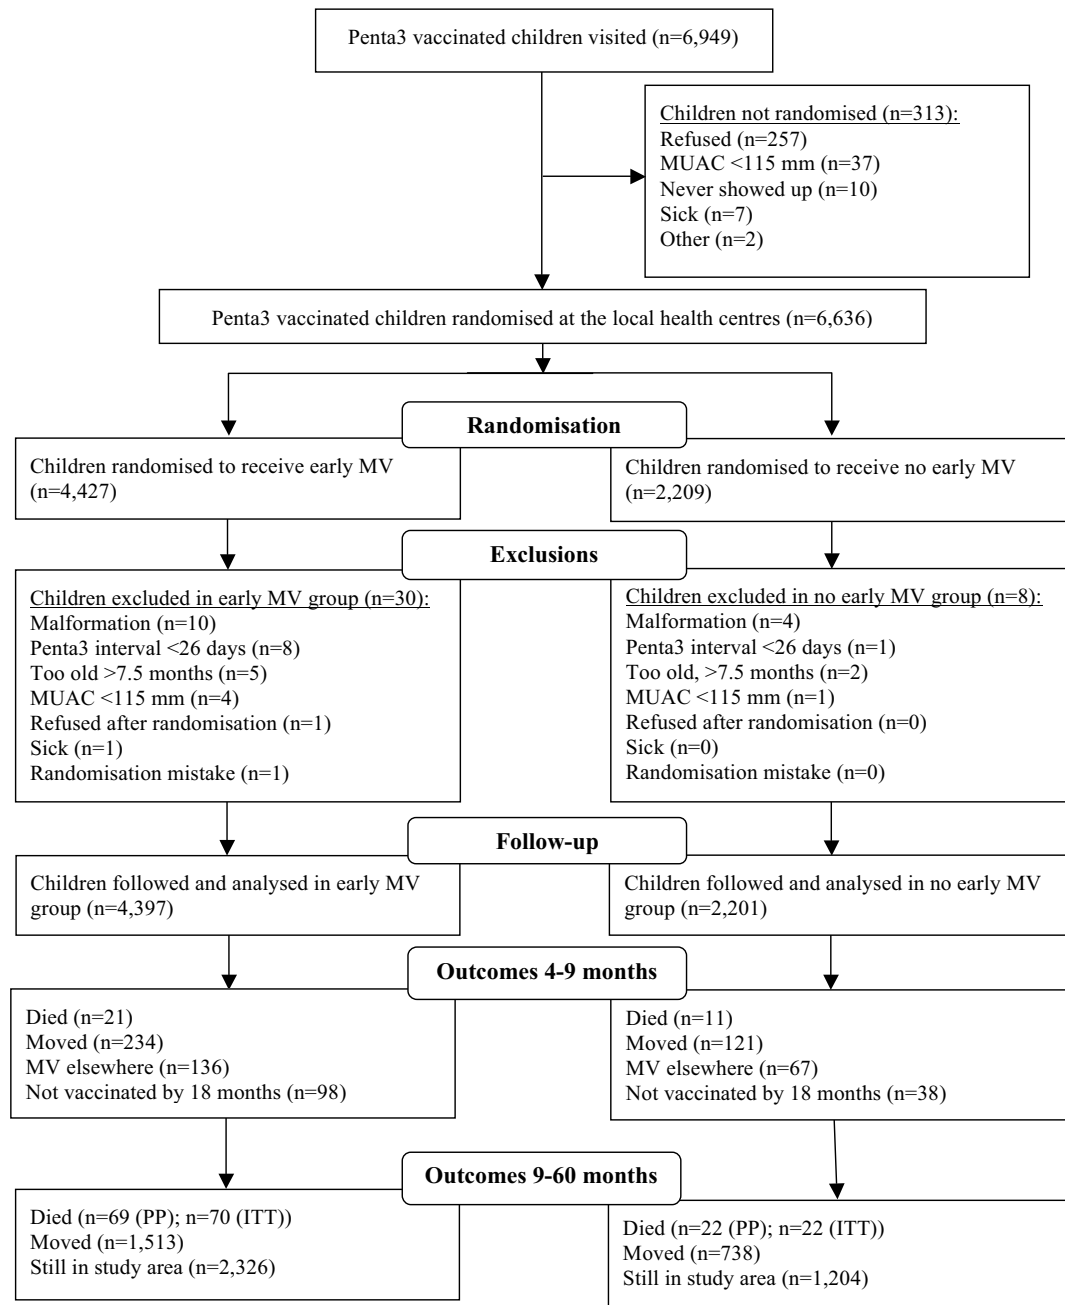 Penta3 vaccinated children visited (n=6,949)
Children not randomised (n=313):
Refused (n=257)
MUAC <115 mm (n=37)
Never showed up (n=10)
Sick (n=7)
Other (n=2)
Penta3 vaccinated children randomised at the local health centres (n=6,636)
Randomisation
Children randomised to receive early MV
(n=4,427)
Children randomised to receive no early MV
(n=2,209)
Exclusions
Children excluded in early MV group (n=30):
Malformation (n=10)
Penta3 interval <26 days (n=8)
Too old >7.5 months (n=5)
MUAC <115 mm (n=4)
Refused after randomisation (n=1)
Sick (n=1)
Randomisation mistake (n=1)
Children excluded in no early MV group (n=8):
Malformation (n=4)
Penta3 interval <26 days (n=1)
Too old, >7.5 months (n=2)
MUAC <115 mm (n=1)
Refused after randomisation (n=0)
Sick (n=0)
Randomisation mistake (n=0)
Follow-up
Children followed and analysed in early MV
group (n=4,397)
Children followed and analysed in no early MV
group (n=2,201)
Outcomes 4-9 months
Died (n=21)
Moved (n=234)
MV elsewhere (n=136)
Not vaccinated by 18 months (n=98)
Died (n=11)
Moved (n=121)
MV elsewhere (n=67)
Not vaccinated by 18 months (n=38)
Outcomes 9-60 months
Died (n=69 (PP); n=70 (ITT))
Moved (n=1,513)
Still in study area (n=2,326)
Died (n=22 (PP); n=22 (ITT))
Moved (n=738)
Still in study area (n=1,204)